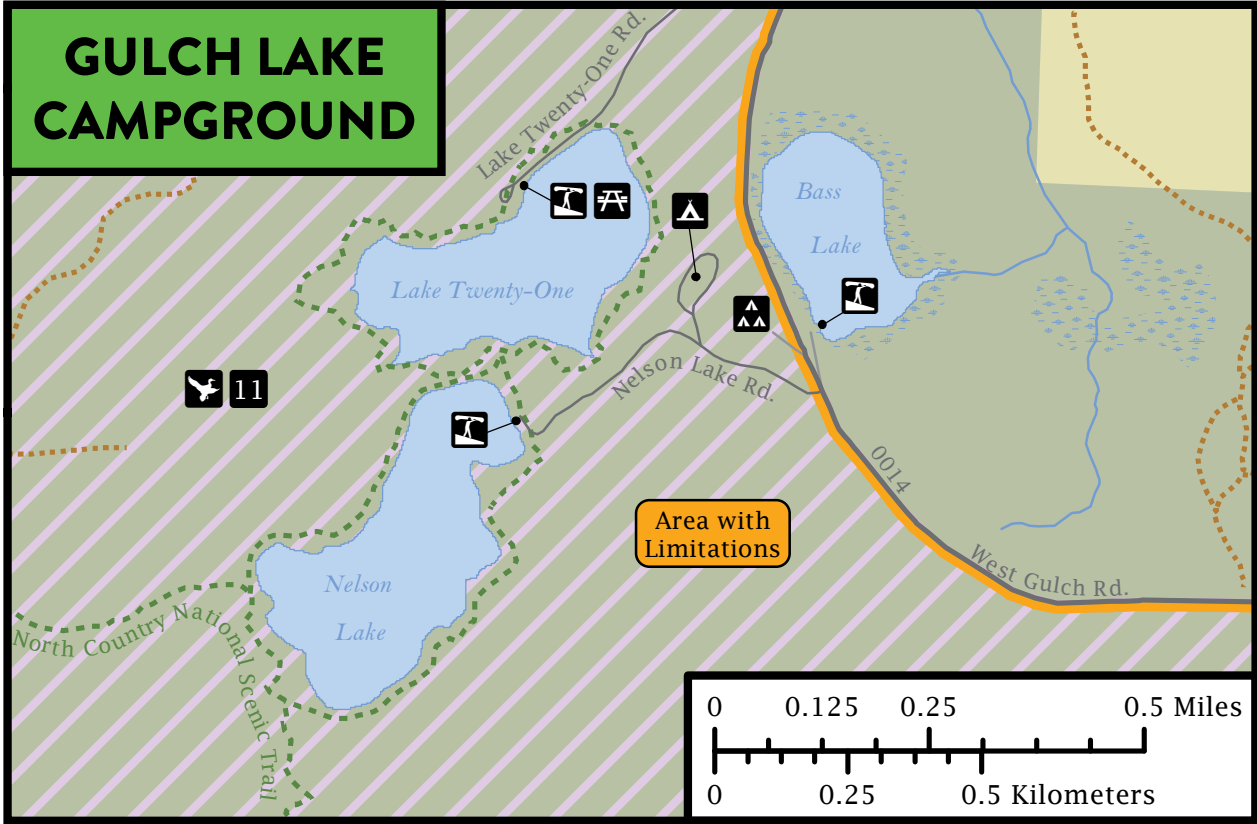 GULCH LAKE
CAMPGROUND
Lake Twenty-One Rd.
Bass
Lake
Lake Twenty-One
Nelson Lake Rd.
11
0014
Area with
Limitations
West Gulch Rd.
Nelson
Lake
North Country National Scenic Trail
0 0.125 0.25 0.5 Miles
0 0.25 0.5 Kilometers